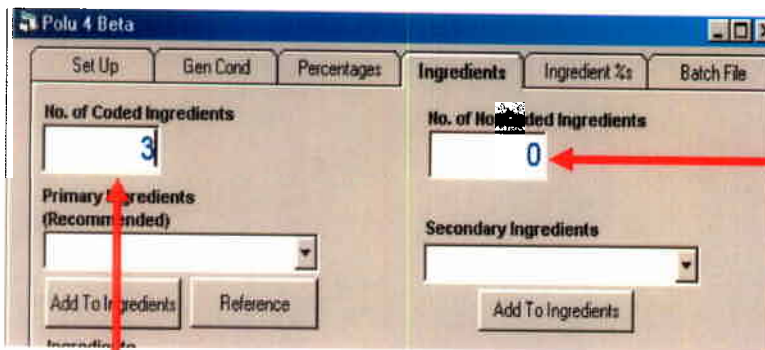 Polu 4 Beta
Set Up Gen Cond Percentages Ingredients Ingredient %s Batch File
No. of Coded Ingredients
3
Primary Ingredients
(Recommended)
Add To Ingredients Reference
Ingredients
No. of Non Coded Ingredients
0
Secondary Ingredients
Add To Ingredients